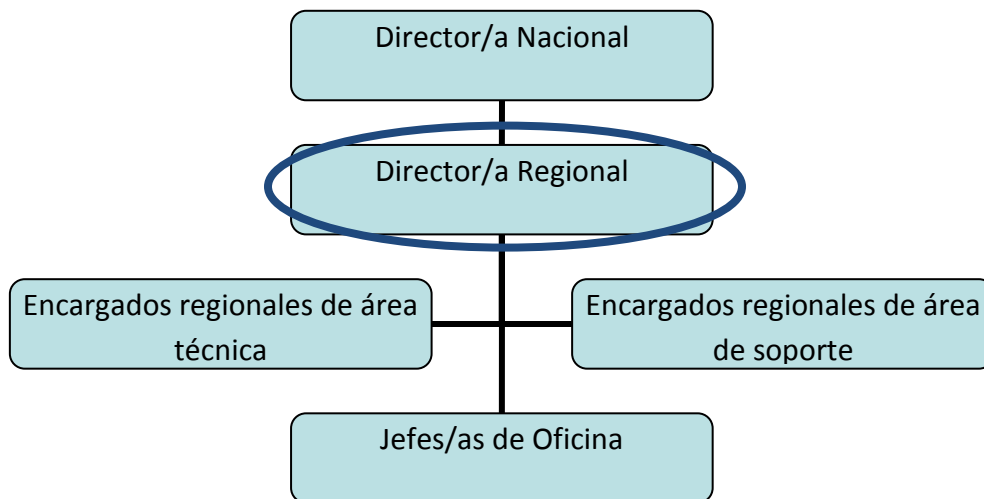 Director/a Nacional
Director/a Regional
Encargados regionales de área
técnica
Encargados regionales de área
de soporte
Jefes/as de Oficina